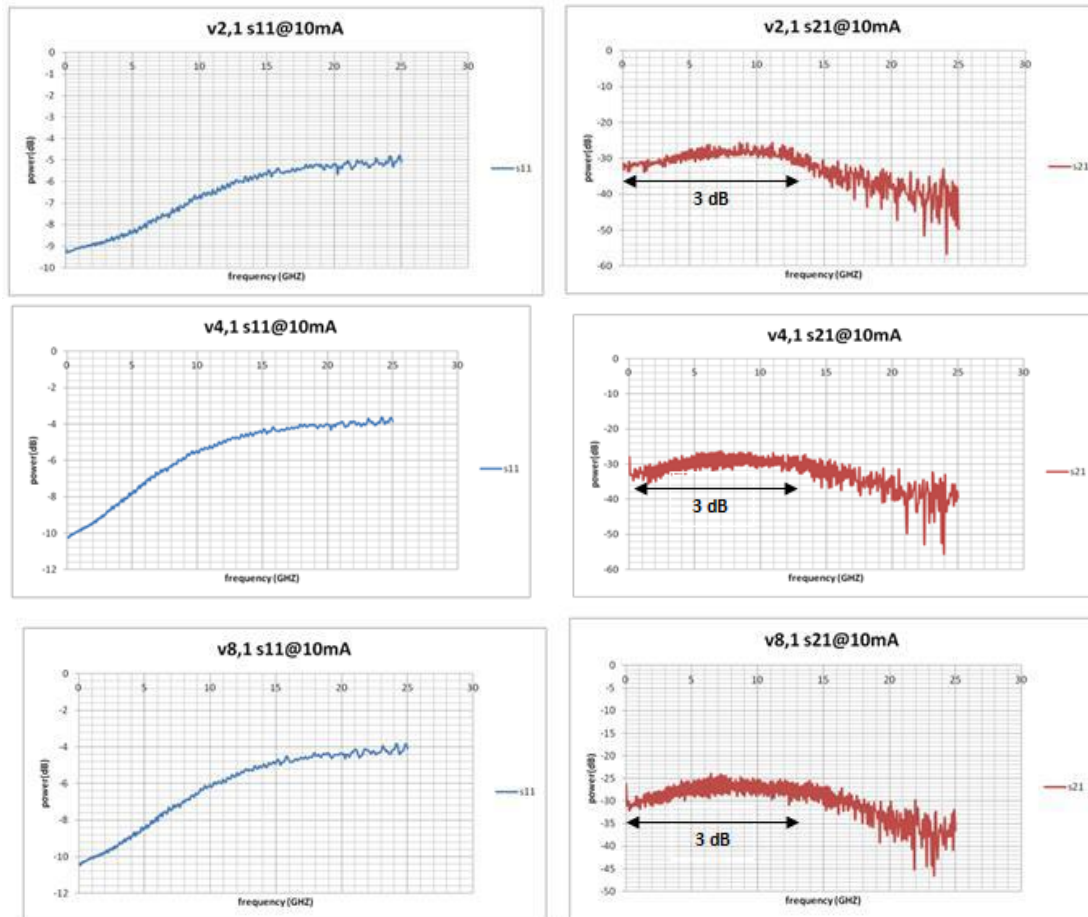 v2,1 s11@10mA
0 5 10 15 20 25 30
0
-1
-2
-3
-4
-5
-6
-7
-8
-9
-10
power(dB)
s11
frequency (GHZ)
v2,1 s21@10mA
0 5 10 15 20 25 30
0
-10
-20
-30
-40
-50
-60
power(dB)
s21
3 dB
frequency (GHZ)
v4,1 s11@10mA
0 5 10 15 20 25 30
0
-2
-4
-6
-8
-10
-12
power(dB)
s11
frequency (GHZ)
v4,1 s21@10mA
0 5 10 15 20 25 30
0
-10
-20
-30
-40
-50
-60
power(dB)
s21
3 dB
frequency (GHZ)
v8,1 s11@10mA
0 5 10 15 20 25 30
0
-2
-4
-6
-8
-10
-12
power(dB)
s11
frequency (GHZ)
v8,1 s21@10mA
0 5 10 15 20 25 30
0
-5
-10
-15
-20
-25
-30
-35
-40
-45
-50
power(dB)
s21
3 dB
frequency (GHZ)